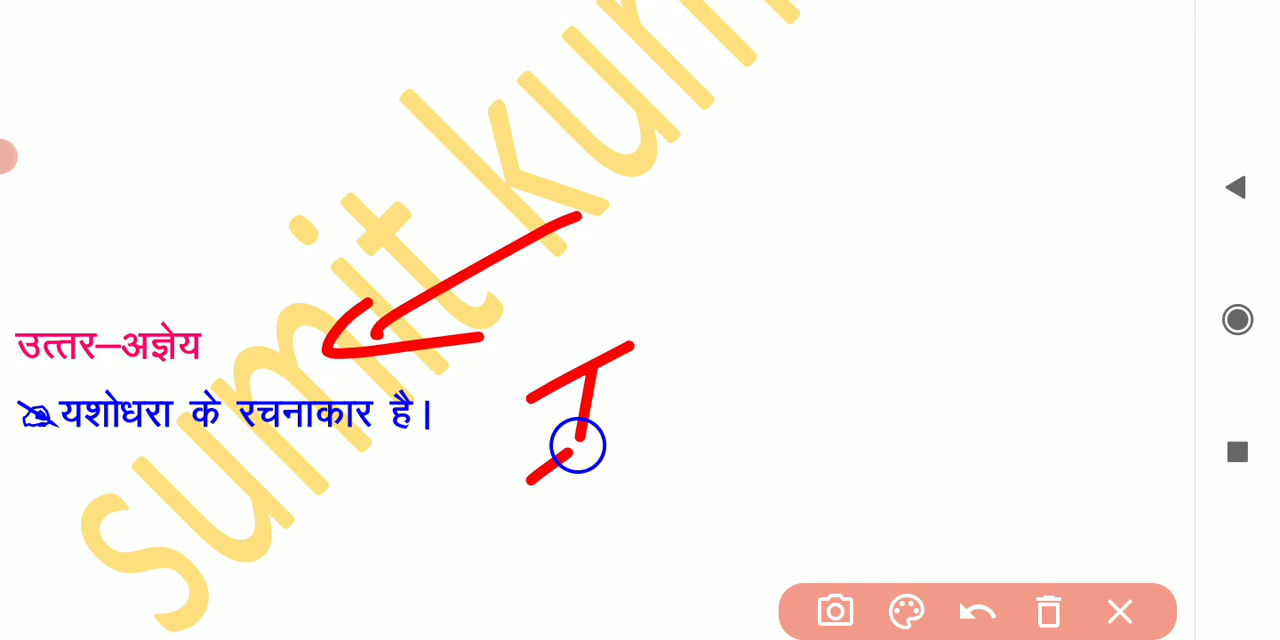 sumit kum
उत्तर–अज्ञेय
यशोधरा के रचनाकार है।